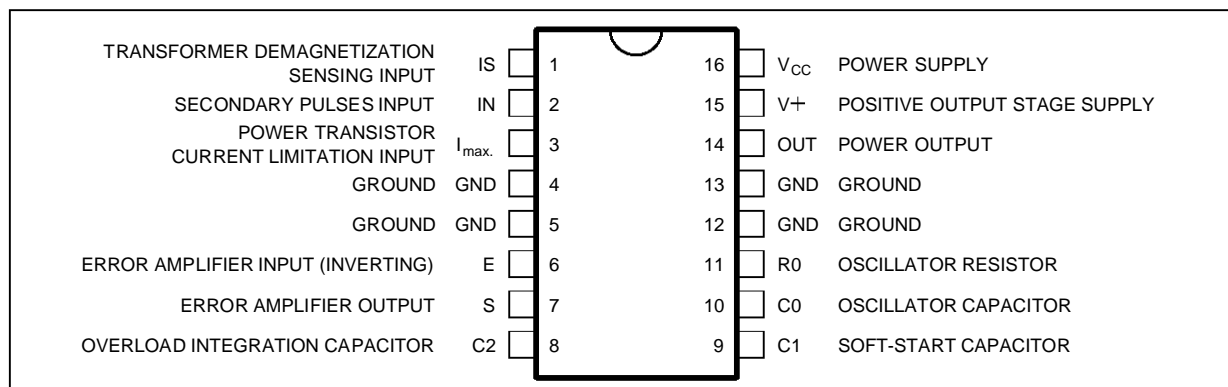 TRANSFORMER DEMAGNETIZATION
SENSING INPUT IS 1 16 VCC POWER SUPPLY
SECONDARY PULSES INPUT IN 2 15 V+ POSITIVE OUTPUT STAGE SUPPLY
POWER TRANSISTOR
CURRENT LIMITATION INPUT Imax. 3 14 OUT POWER OUTPUT
GROUND GND 4 13 GND GROUND
GROUND GND 5 12 GND GROUND
ERROR AMPLIFIER INPUT (INVERTING) E 6 11 R0 OSCILLATOR RESISTOR
ERROR AMPLIFIER OUTPUT S 7 10 C0 OSCILLATOR CAPACITOR
OVERLOAD INTEGRATION CAPACITOR C2 8 9 C1 SOFT-START CAPACITOR